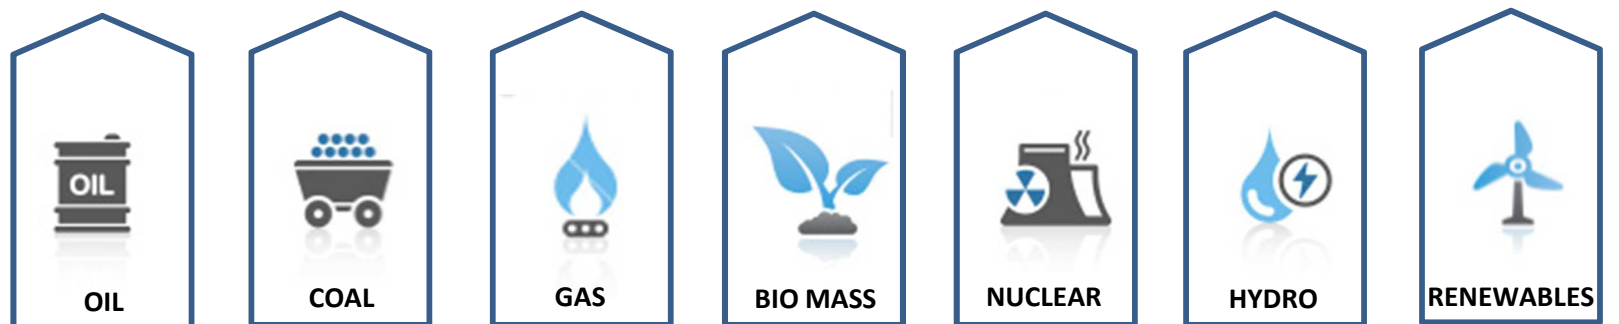 OIL
OIL
COAL
GAS
BIO MASS
NUCLEAR
HYDRO
RENEWABLES